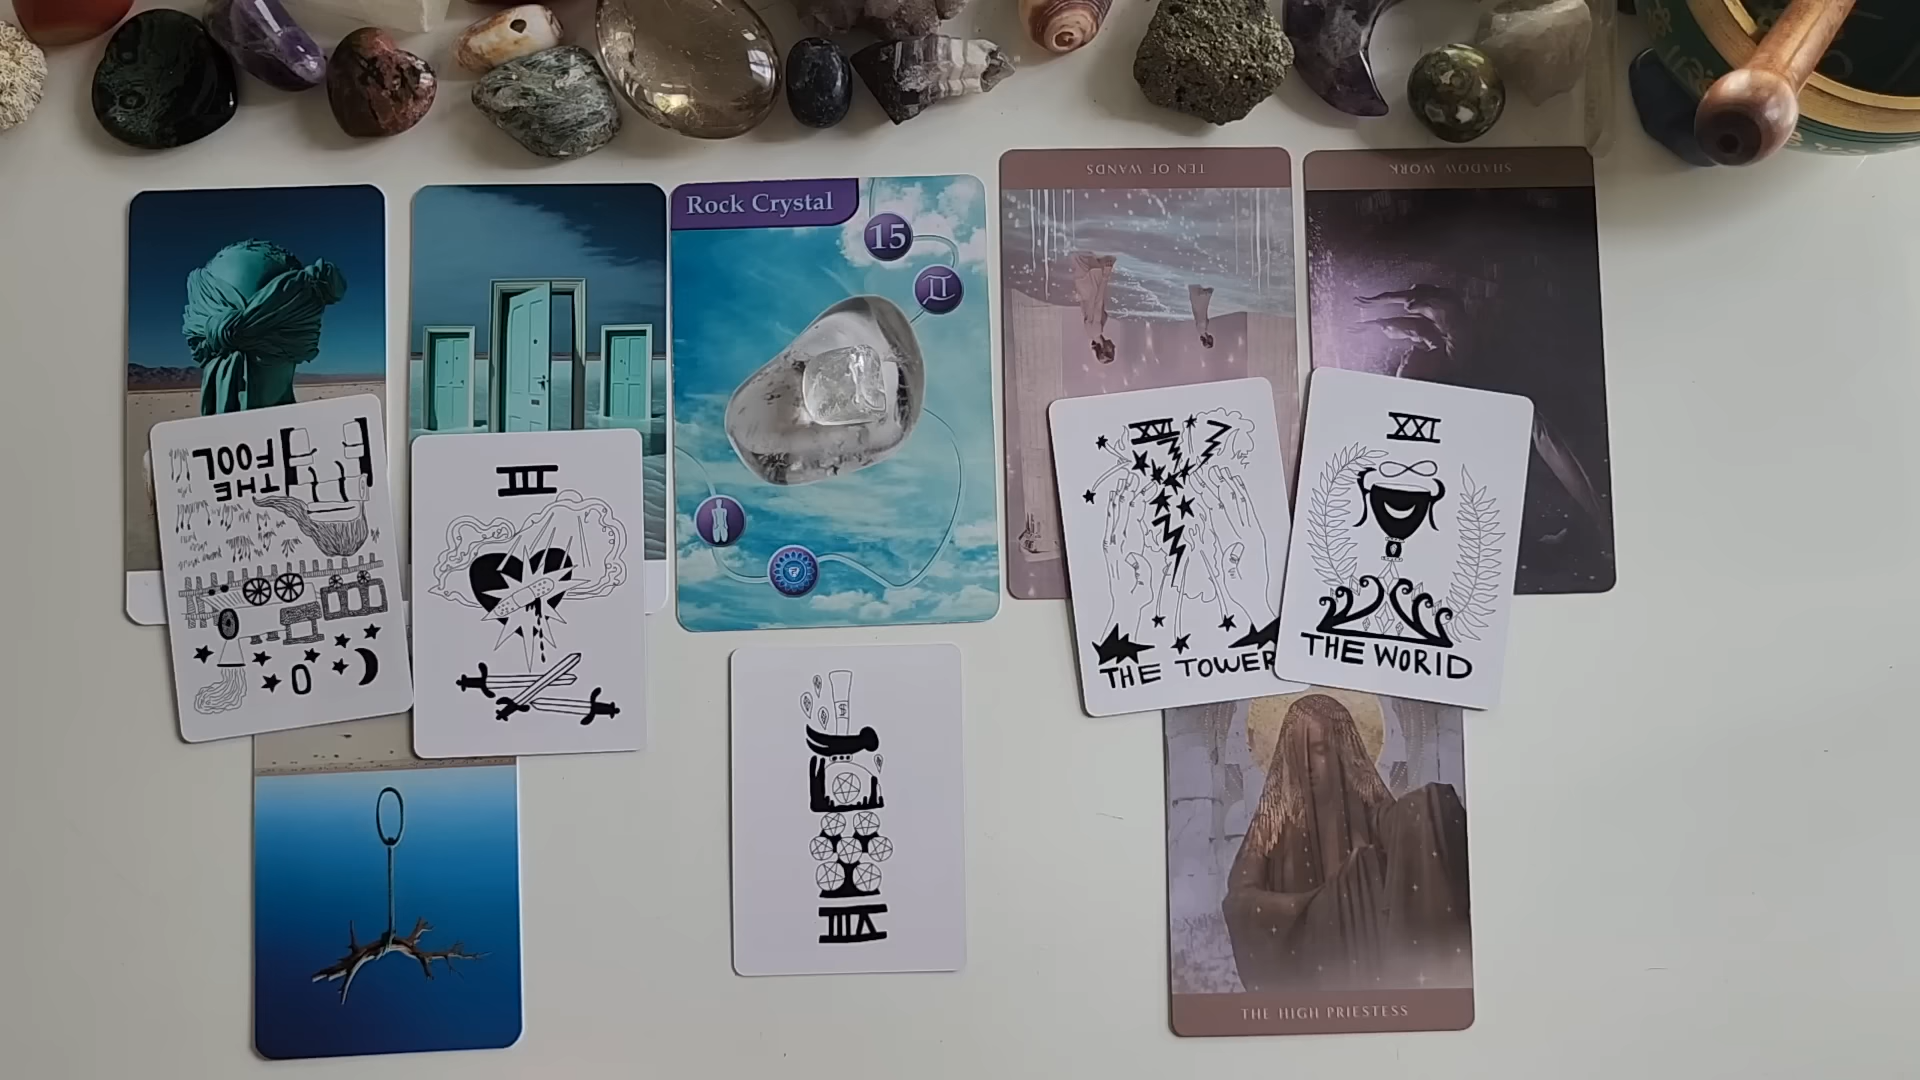 TEN OF WANDS
SHADOW WORK
Rock Crystal
15
0
THE
FOOL
III
XVI
THE TOWER
XXI
THE WORLD
$
VIII
THE HIGH PRIESTESS